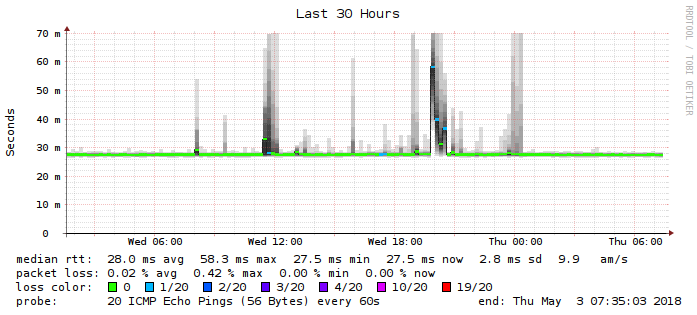 Last 30 Hours
RRDTOOL / TOBI OETIKER
Seconds
70 m
60 m
50 m
40 m
30 m
20 m
10 m
0
Wed 06:00 Wed 12:00 Wed 18:00 Thu 00:00 Thu 06:00
median rtt: 28.0 ms avg 58.3 ms max 27.5 ms min 27.5 ms now 2.8 ms sd 9.9 am/s
packet loss: 0.02 % avg 0.42 % max 0.00 % min 0.00 % now
loss color: 0 1/20 2/20 3/20 4/20 10/20 19/20
probe: 20 ICMP Echo Pings (56 Bytes) every 60s end: Thu May 3 07:35:03 2018